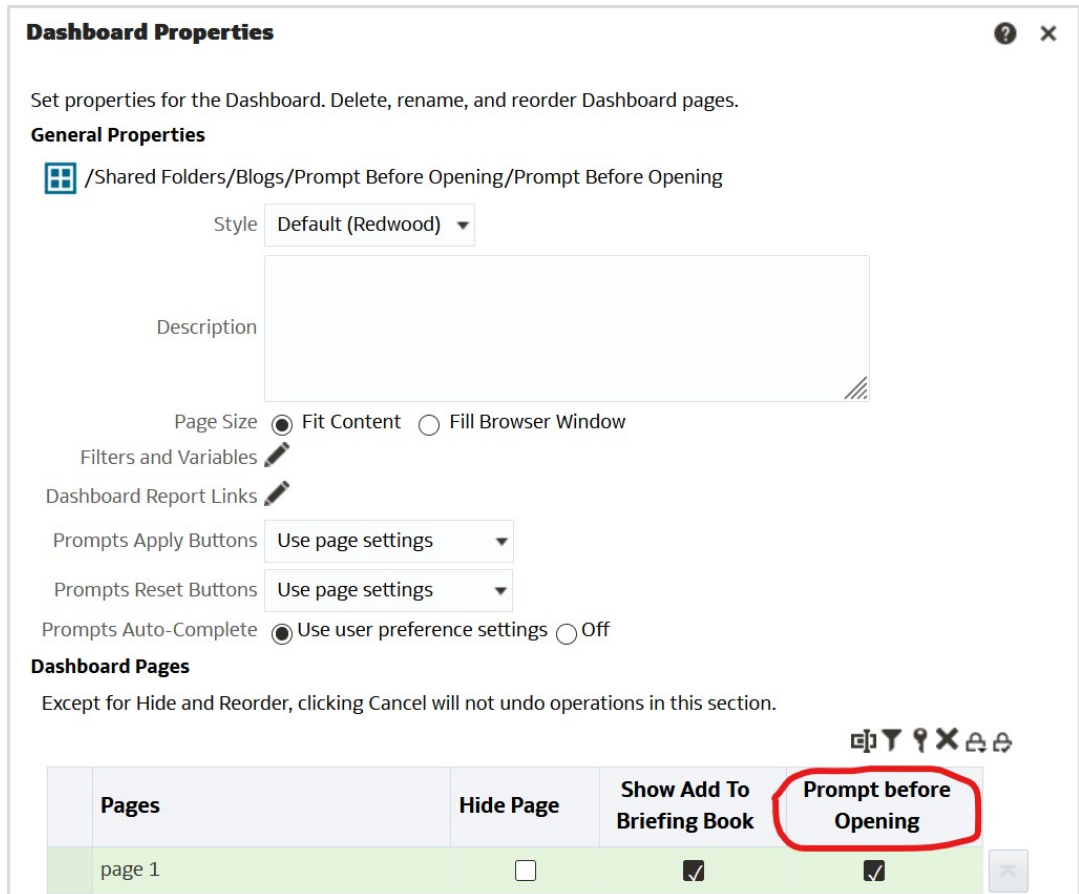 Dashboard Properties
Set properties for the Dashboard. Delete, rename, and reorder Dashboard pages.
General Properties
/Shared Folders/Blogs/Prompt Before Opening/Prompt Before Opening
Style Default (Redwood)
Description
Page Size Fit Content Fill Browser Window
Filters and Variables
Dashboard Report Links
Prompts Apply Buttons Use page settings
Prompts Reset Buttons Use page settings
Prompts Auto-Complete Use user preference settings Off
Dashboard Pages
Except for Hide and Reorder, clicking Cancel will not undo operations in this section.
Pages
Hide Page
Show Add To
Briefing Book
Prompt before
Opening
page 1